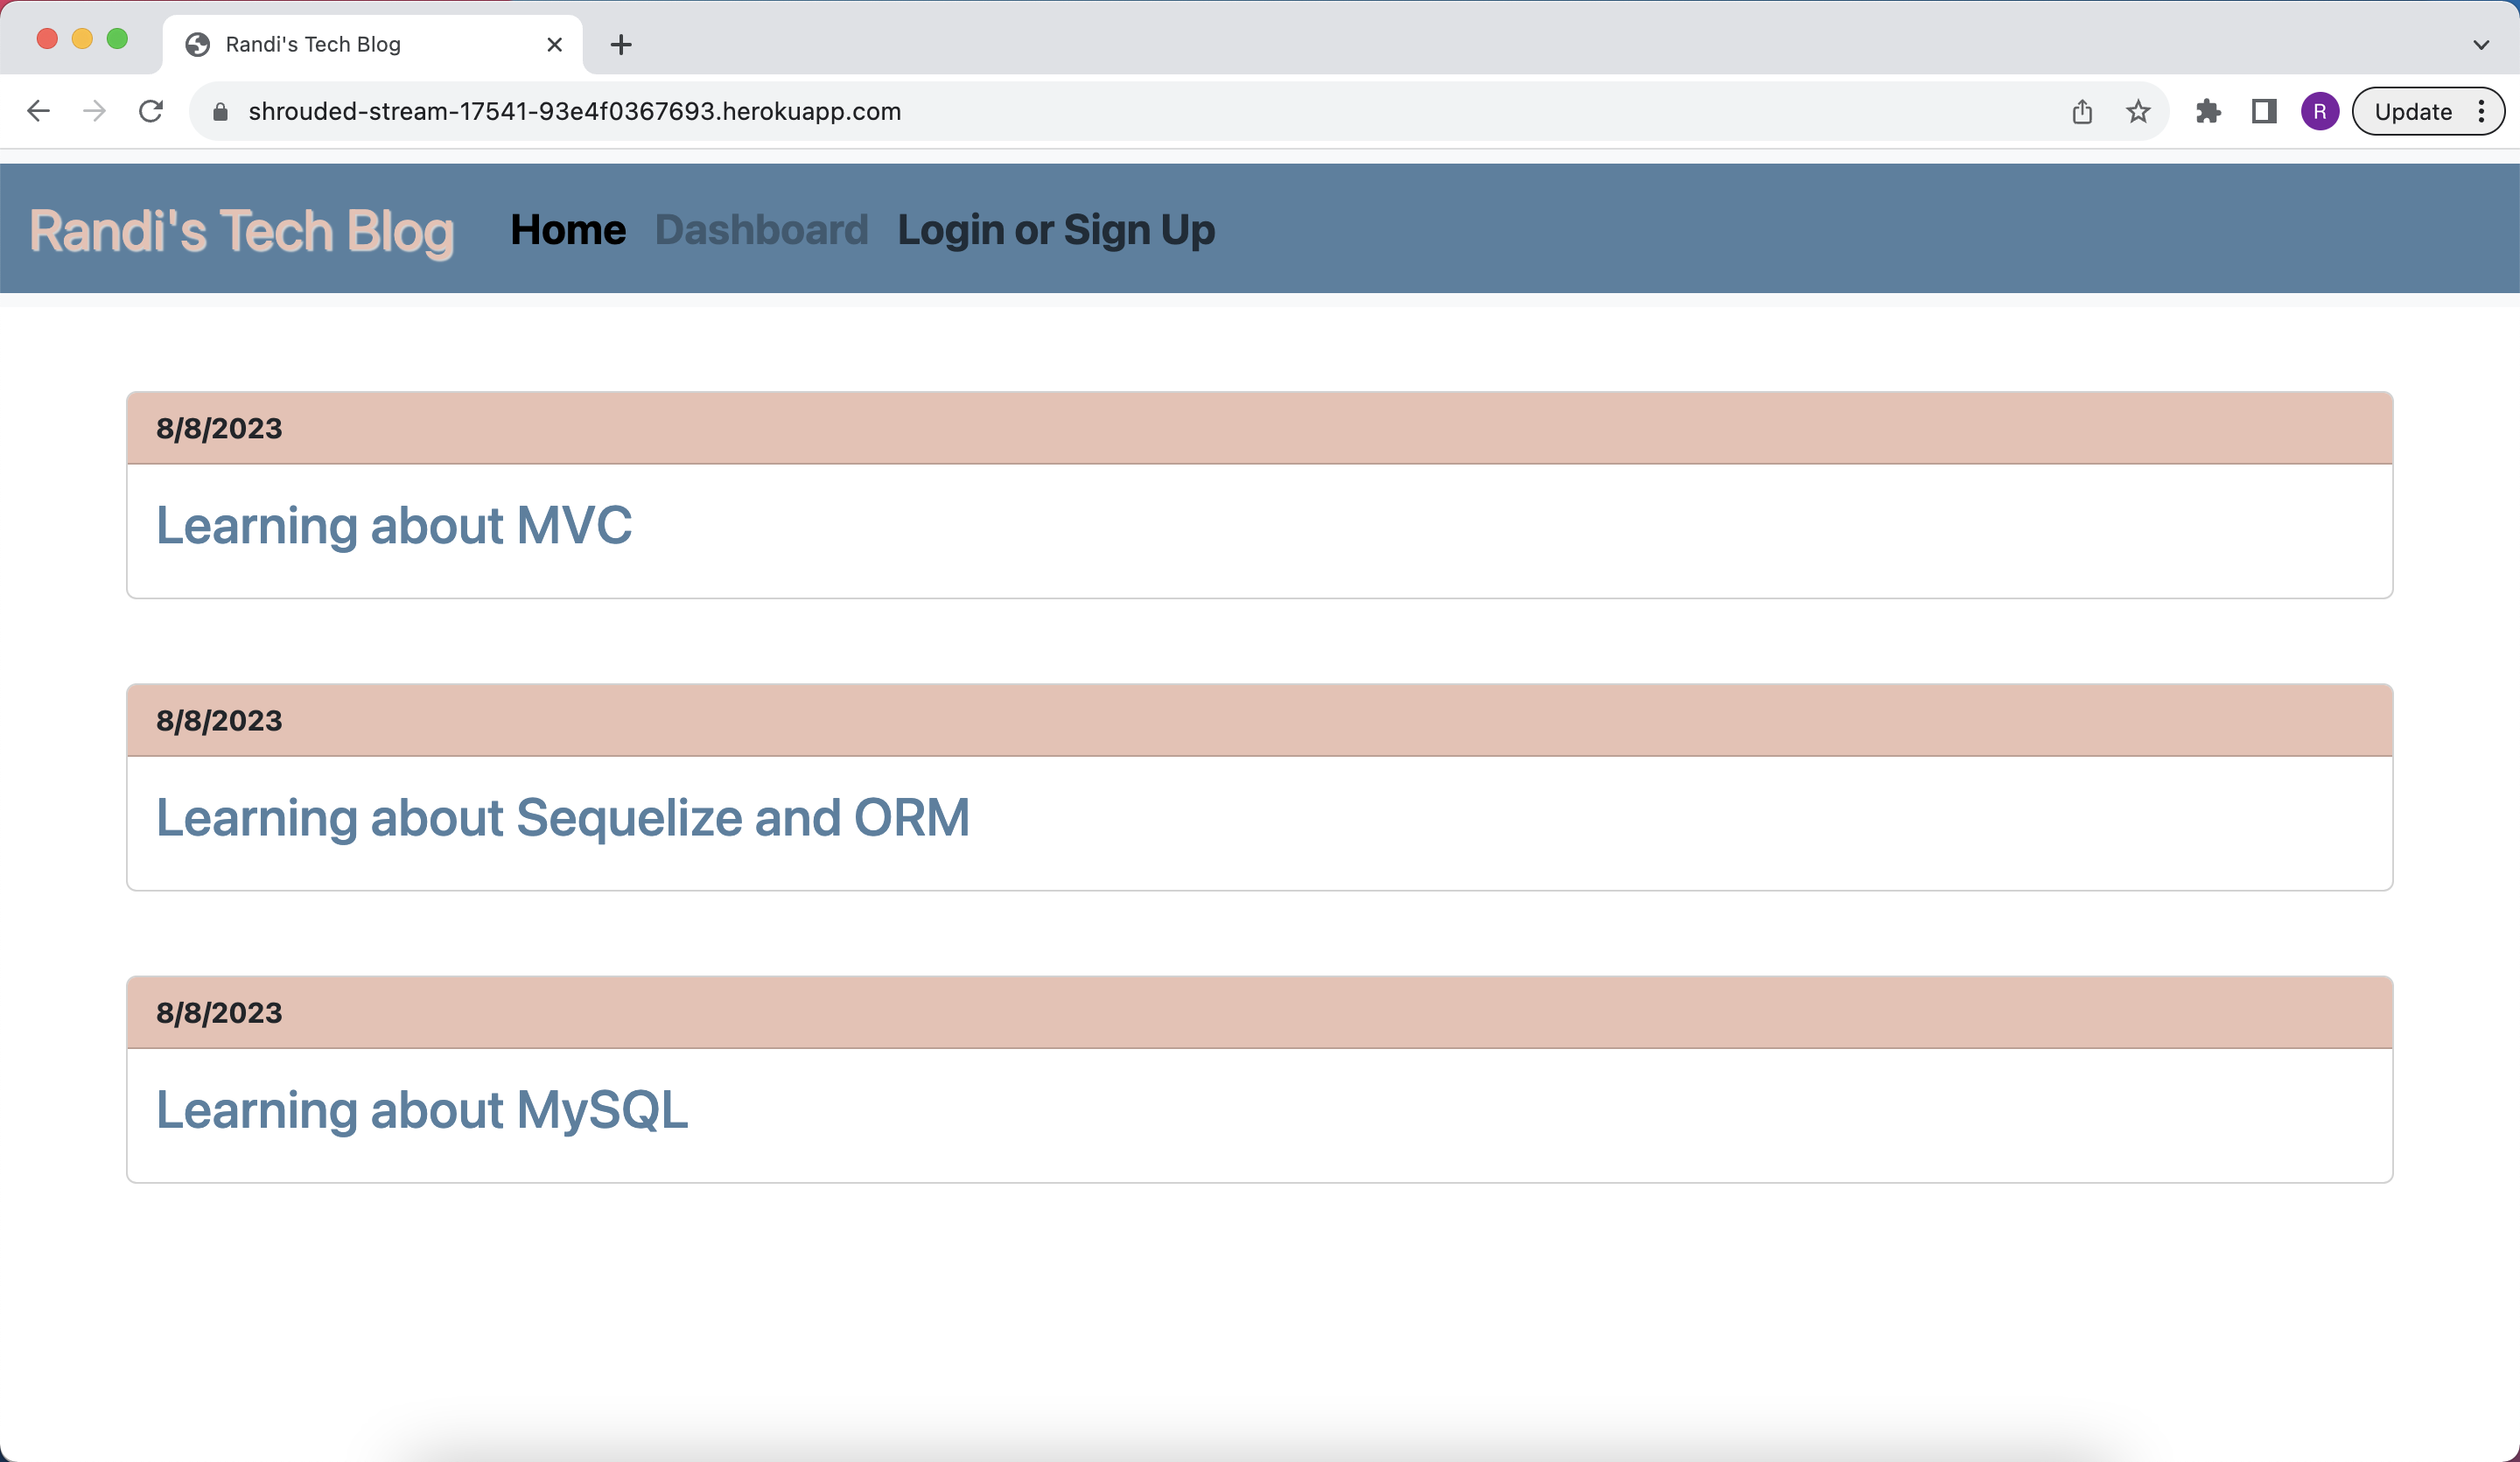 Randi's Tech Blog
shrouded-stream-17541-93e4f0367693.herokuapp.com
R
Update
Randi's Tech Blog Home Dashboard Login or Sign Up
8/8/2023
Learning about MVC
8/8/2023
Learning about Sequelize and ORM
8/8/2023
Learning about MySQL